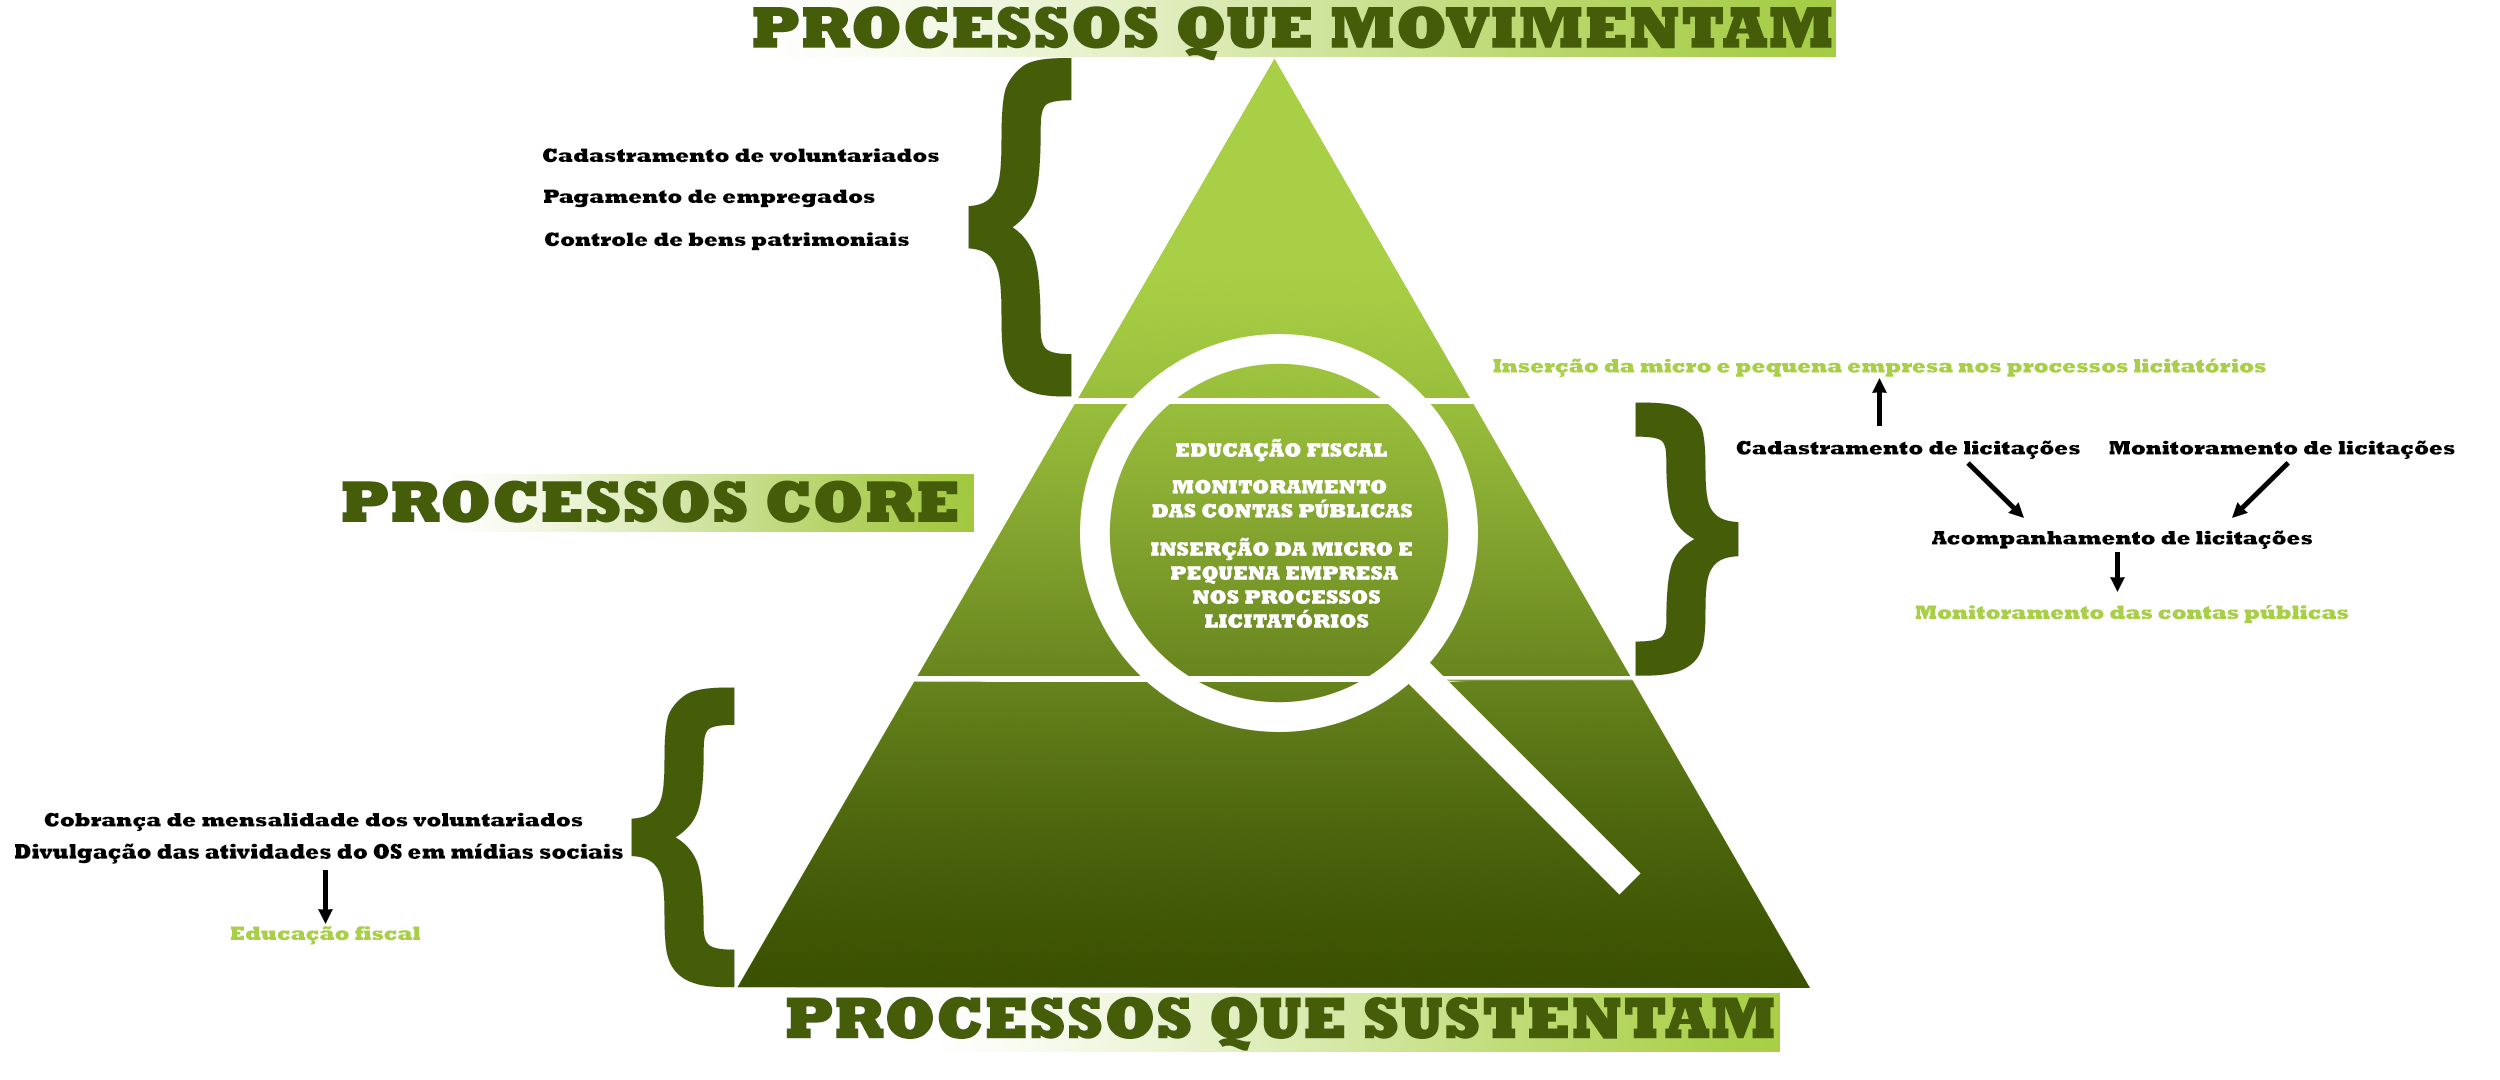 PROCESSOS QUE MOVIMENTAM
Cadastramento de voluntariados
Pagamento de empregados
Controle de bens patrimoniais
Inserção da micro e pequena empresa nos processos licitatórios
Cadastramento de licitações
Monitoramento de licitações
Acompanhamento de licitações
Monitoramento das contas públicas
PROCESSOS CORE
EDUCAÇÃO FISCAL
MONITORAMENTO
DAS CONTAS PÚBLICAS
INSERÇÃO DA MICRO E
PEQUENA EMPRESA
NOS PROCESSOS
LICITATÓRIOS
Cobrança de mensalidade dos voluntariados
Divulgação das atividades do OS em mídias sociais
Educação fiscal
PROCESSOS QUE SUSTENTAM